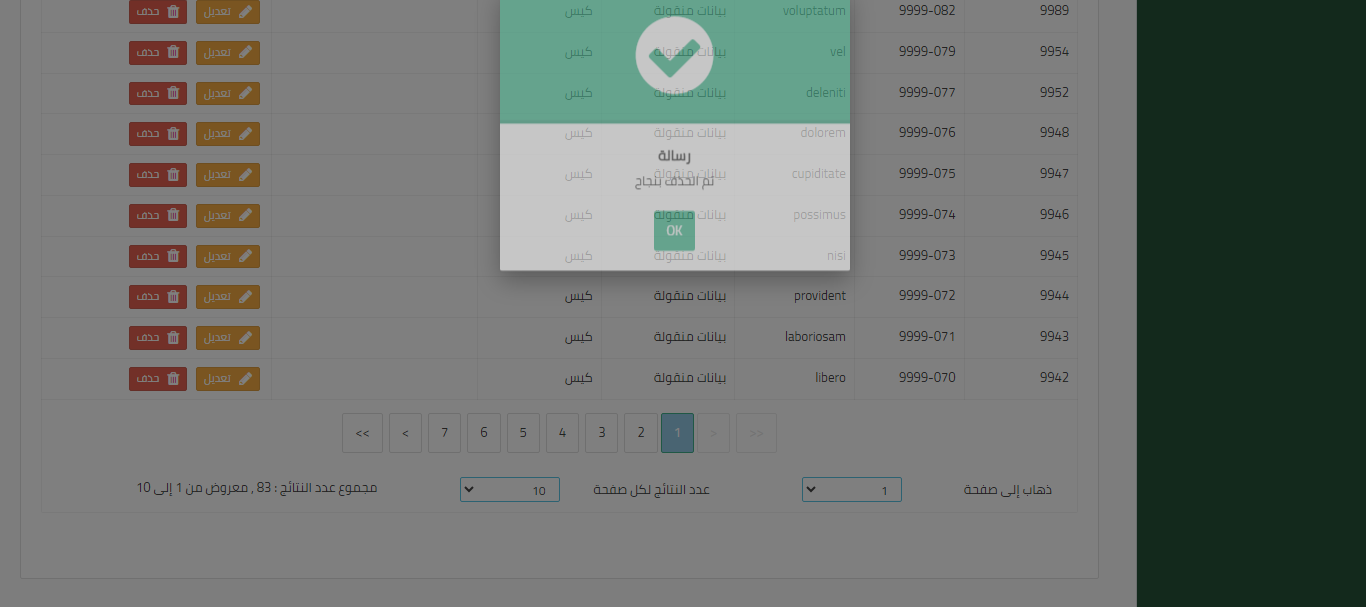 9989 9999-082 voluptatum بيانات منقولة كيس تعديل حذف
9954 9999-079 vel بيانات منقولة كيس تعديل حذف
9952 9999-077 deleniti بيانات منقولة كيس تعديل حذف
9948 9999-076 dolorem بيانات منقولة كيس تعديل حذف
9947 9999-075 cupiditate بيانات منقولة كيس تعديل حذف
9946 9999-074 possimus بيانات منقولة كيس تعديل حذف
9945 9999-073 nisi بيانات منقولة كيس تعديل حذف
9944 9999-072 provident بيانات منقولة كيس تعديل حذف
9943 9999-071 laboriosam بيانات منقولة كيس تعديل حذف
9942 9999-070 libero بيانات منقولة كيس تعديل حذف
رسالة
تم الحذف بنجاح
OK
<< < 7 6 5 4 3 2 1 > >>
ذهاب إلى صفحة 1 عدد النتائج لكل صفحة 10 مجموع عدد النتائج : 83 , معروض من 1 إلى 10